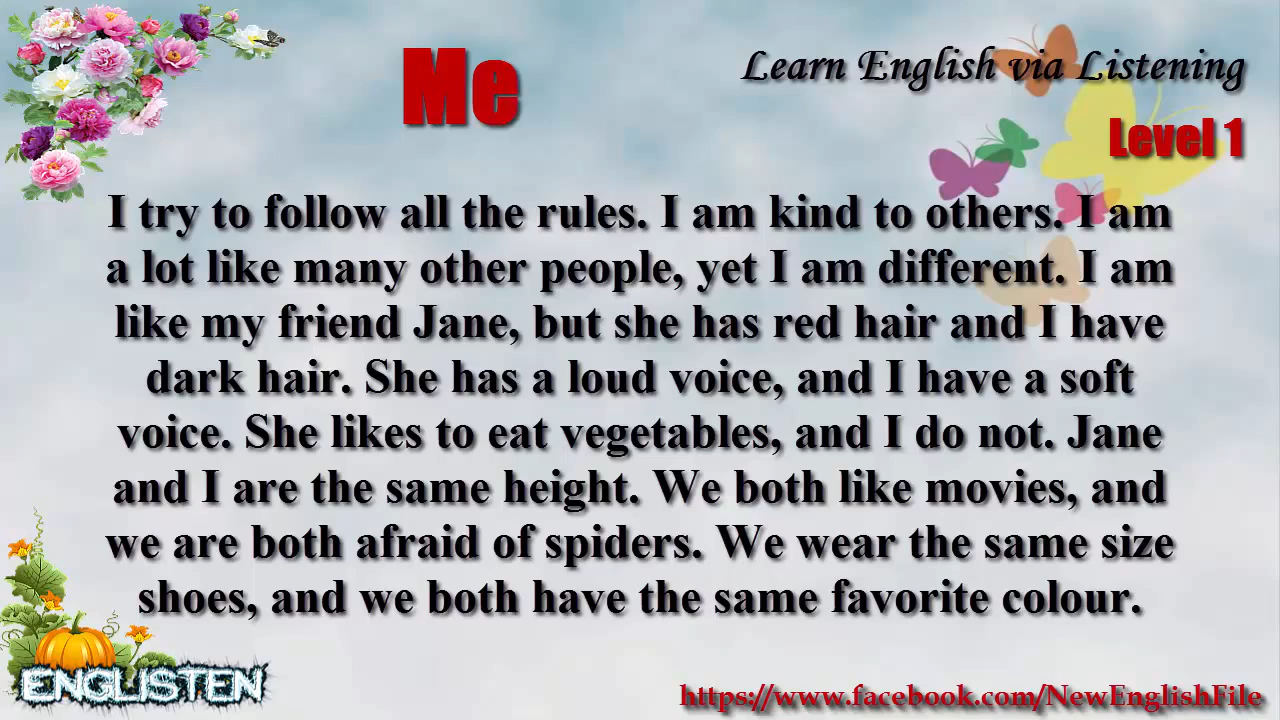 Me
Learn English via Listening
Level 1
I try to follow all the rules. I am kind to others. I am
a lot like many other people, yet I am different. I am
like my friend Jane, but she has red hair and I have
dark hair. She has a loud voice, and I have a soft
voice. She likes to eat vegetables, and I do not. Jane
and I are the same height. We both like movies, and
we are both afraid of spiders. We wear the same size
shoes, and we both have the same favorite colour.
ENGLISTEN
https://www.facebook.com/NewEnglishFile